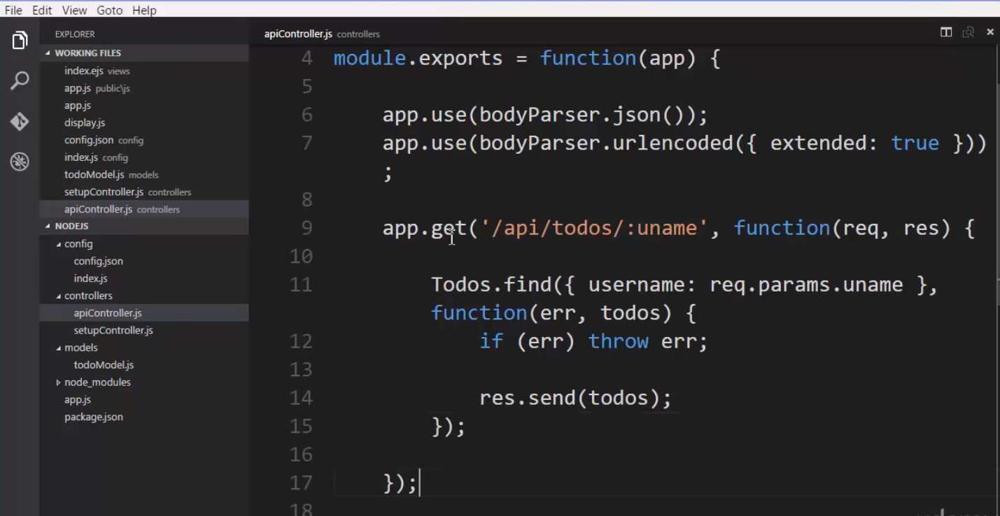 File Edit View Goto Help
EXPLORER
WORKING FILES
index.ejs views
app.js public\js
app.js
display.js
config.json config
index.js config
todoModel.js models
setupController.js controllers
apiController.js controllers
NODEJS
config
config.json
index.js
controllers
apiController.js
setupController.js
models
todoModel.js
node_modules
app.js
package.json
apiController.js controllers
4 module.exports = function(app) {
5
6 app.use(bodyParser.json());
7 app.use(bodyParser.urlencoded({ extended: true }))
;
8
9 app.get('/api/todos/:uname', function(req, res) {
10
11 Todos.find({ username: req.params.uname },
function(err, todos) {
12 if (err) throw err;
13
14 res.send(todos);
15 });
16
17 });
18